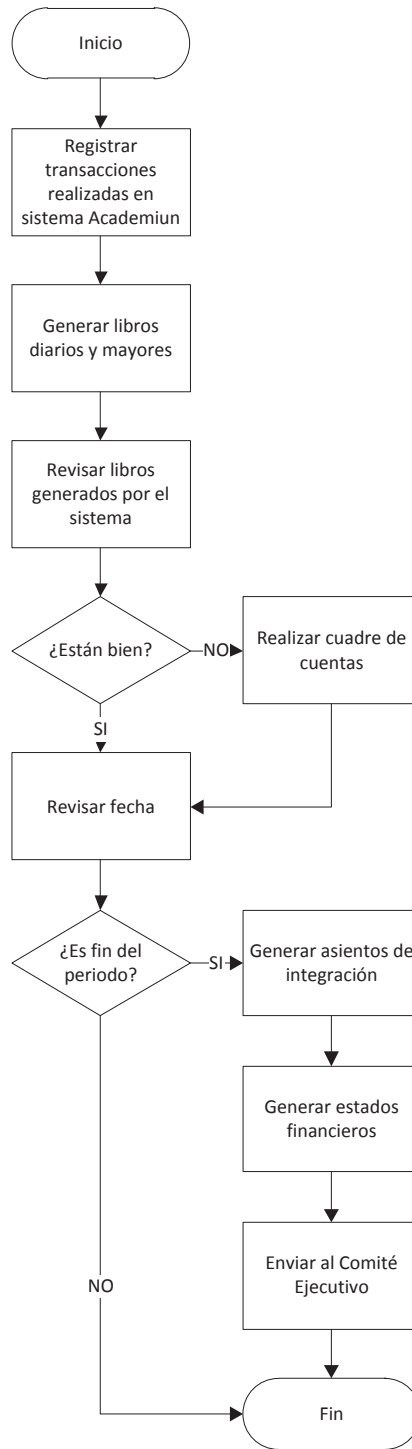 Inicio
Registrar
transacciones
realizadas en
sistema Academiun
Generar libros
diarios y mayores
Revisar libros
generados por el
sistema
¿Están bien?
NO
Realizar cuadre de
cuentas
SI
Revisar fecha
¿Es fin del
periodo?
SI
Generar asientos de
integración
Generar estados
financieros
Enviar al Comité
Ejecutivo
NO
Fin